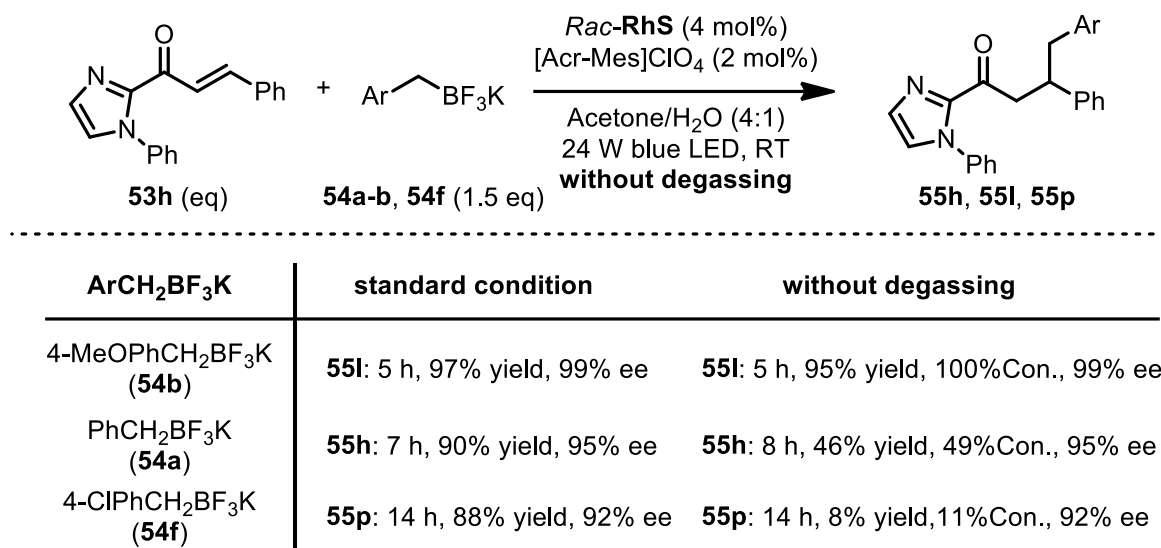 O
N
N
Ph
Ph
53h (eq)
+
Ar
BF₃K
54a-b, 54f (1.5 eq)
Rac-RhS (4 mol%)
[Acr-Mes]ClO₄ (2 mol%)
Acetone/H₂O (4:1)
24 W blue LED, RT
without degassing
Ar
O
N
N
Ph
Ph
55h, 55l, 55p
ArCH₂BF₃K standard condition without degassing
4-MeOPhCH₂BF₃K
(54b)
55l: 5 h, 97% yield, 99% ee 55l: 5 h, 95% yield, 100%Con., 99% ee
PhCH₂BF₃K
(54a)
55h: 7 h, 90% yield, 95% ee 55h: 8 h, 46% yield, 49%Con., 95% ee
4-ClPhCH₂BF₃K
(54f)
55p: 14 h, 88% yield, 92% ee 55p: 14 h, 8% yield,11%Con., 92% ee